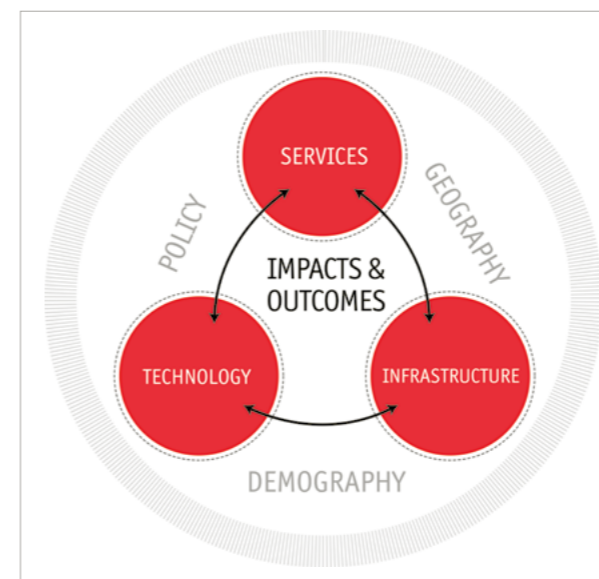 SERVICES
POLICY
GEOGRAPHY
IMPACTS &
OUTCOMES
TECHNOLOGY
INFRASTRUCTURE
DEMOGRAPHY